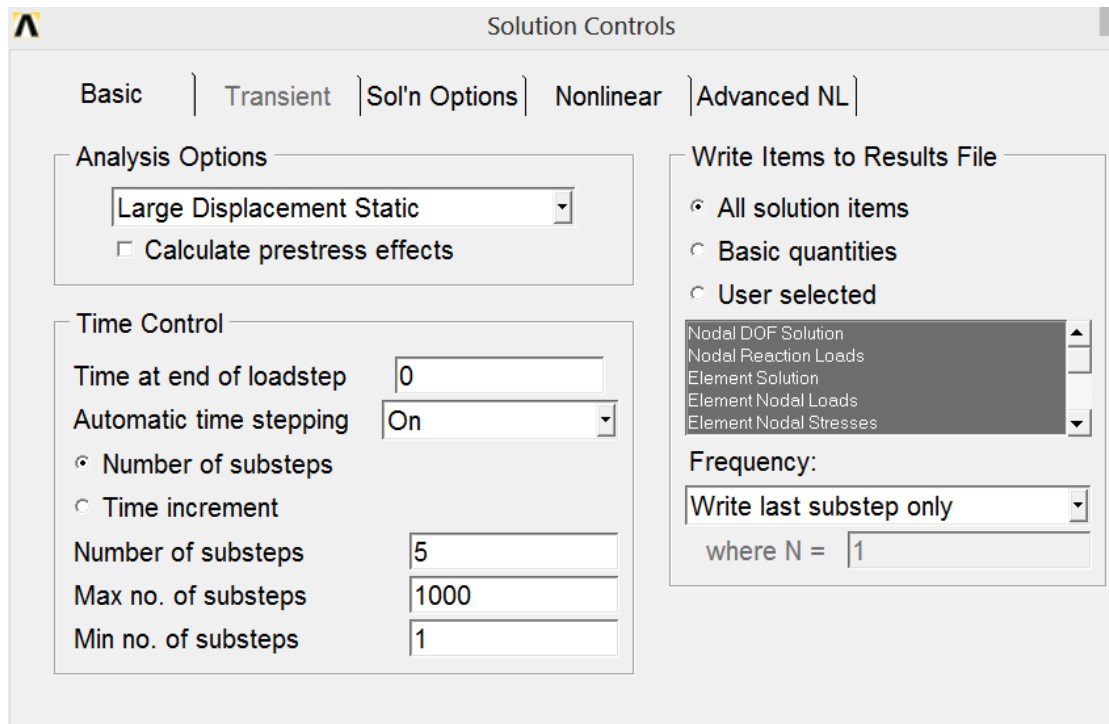 Solution Controls
Basic
Transient
Sol'n Options
Nonlinear
Advanced NL
Analysis Options
Large Displacement Static
Calculate prestress effects
Time Control
Time at end of loadstep 0
Automatic time stepping On
Number of substeps
Time increment
Number of substeps 5
Max no. of substeps 1000
Min no. of substeps 1
Write Items to Results File
All solution items
Basic quantities
User selected
Nodal DOF Solution
Nodal Reaction Loads
Element Solution
Element Nodal Loads
Element Nodal Stresses
Frequency:
Write last substep only
where N = 1